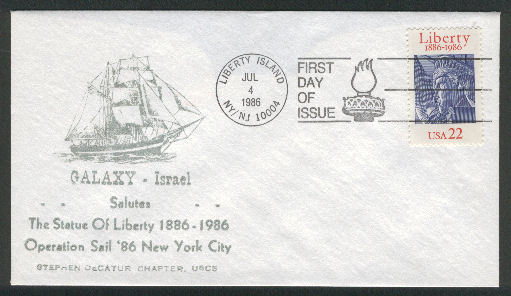 Liberty
1886-1986
USA 22
LIBERTY ISLAND
JUL
4
1986
NY/NJ 10004
FIRST
DAY
OF
ISSUE
GALAXY - Israel
- - Salutes - -
The Statue Of Liberty 1886-1986
Operation Sail '86 New York City
STEPHEN DECATUR CHAPTER, USCS